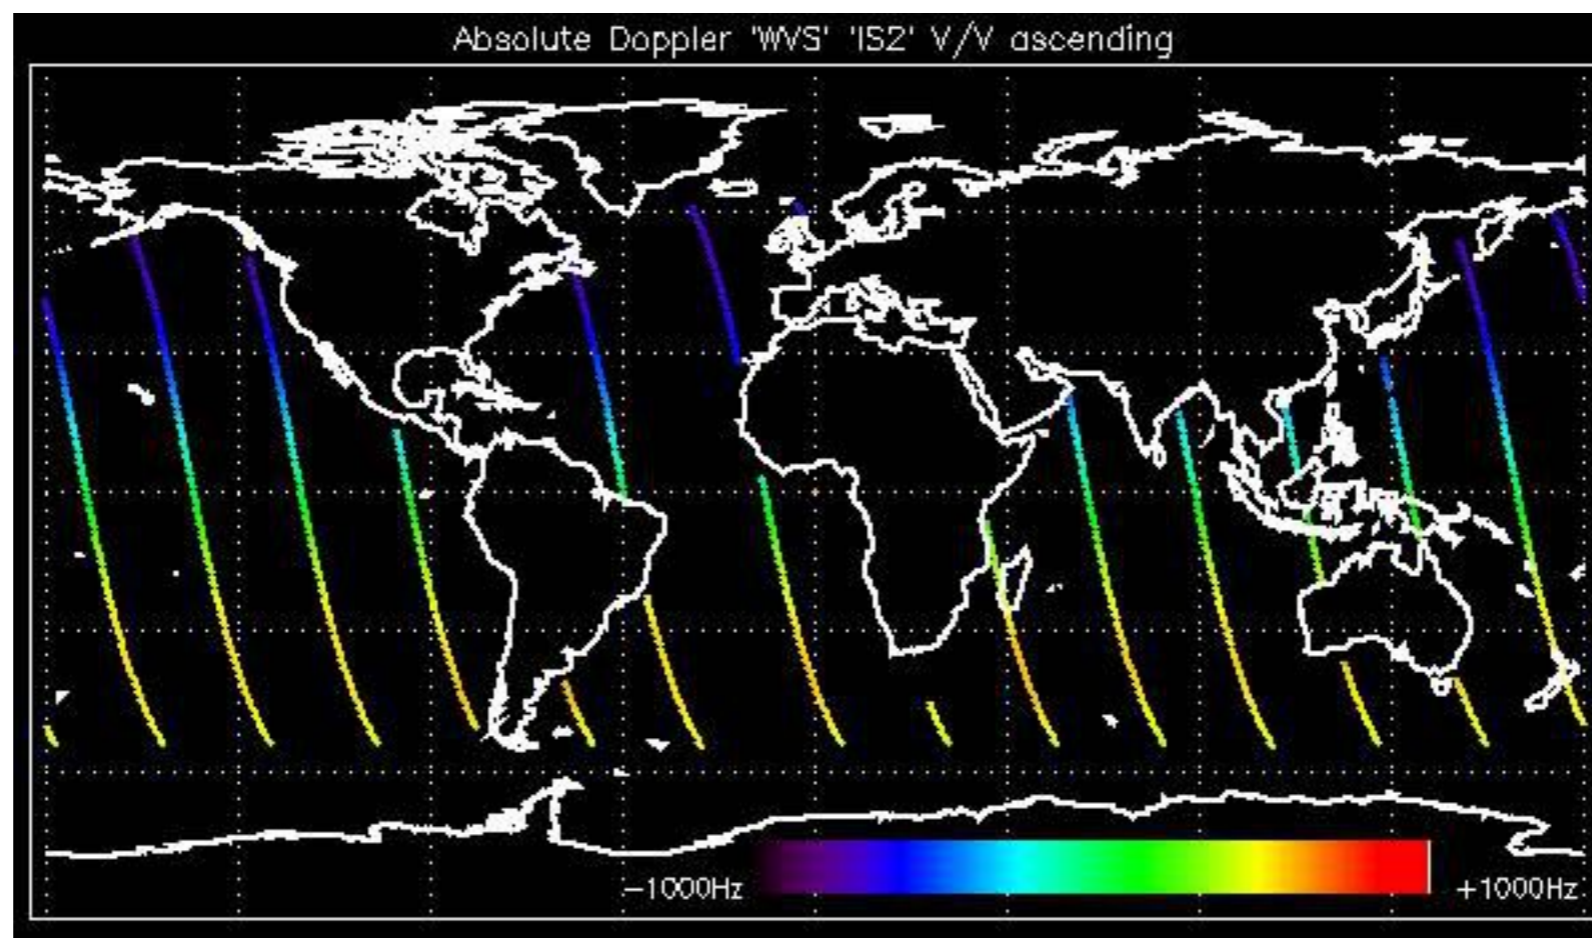 Absolute Doppler 'WVS' 'IS2' V/V ascending
−1000Hz
+1000Hz